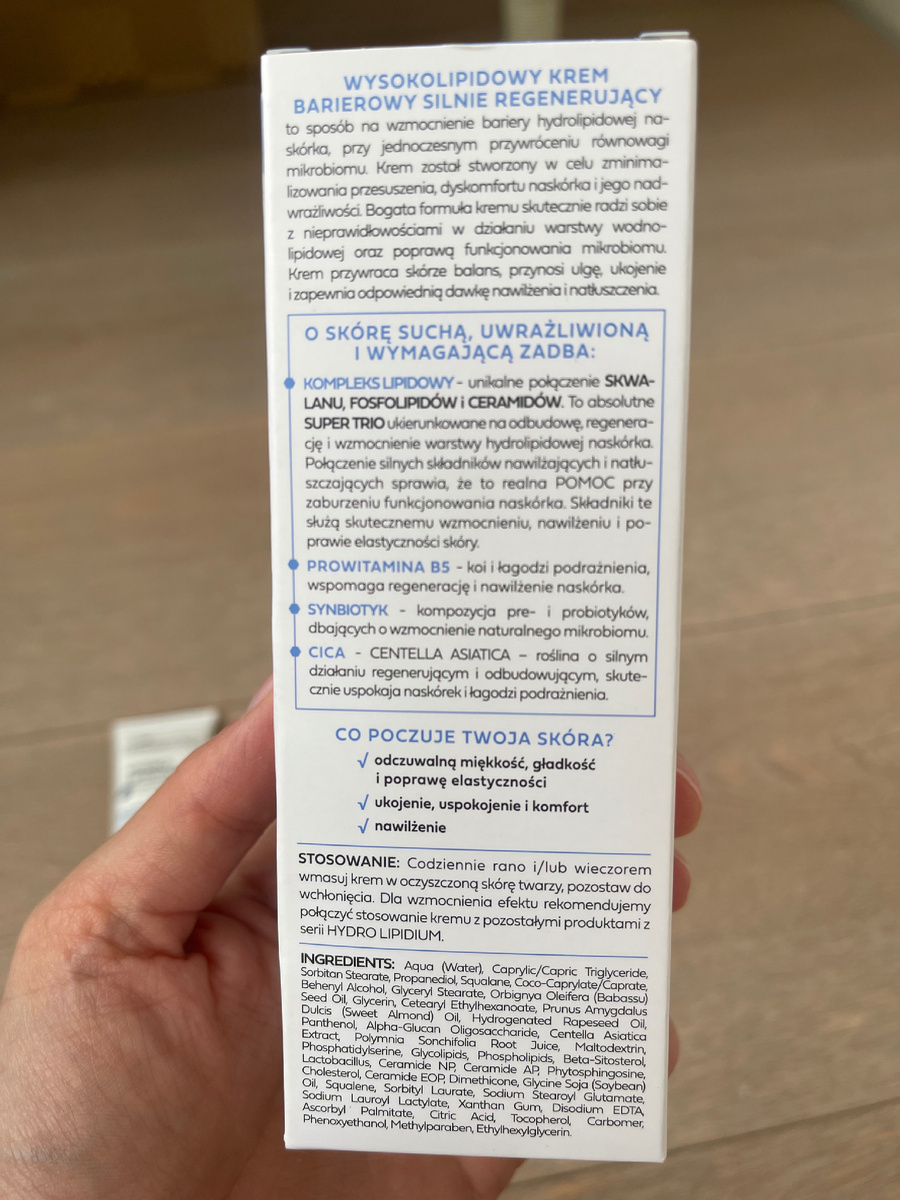 WYSOKOLIPIDOWY KREM
BARIEROWY SILNIE REGENERUJĄCY
to sposób na wzmocnienie bariery hydrolipidowej na-
skórka, przy jednoczesnym przywróceniu równowagi
mikrobiomu. Krem został stworzony w celu zminima-
lizowania przesuszenia, dyskomfortu naskórka i jego nad-
wrażliwości. Bogata formuła kremu skutecznie radzi sobie
z nieprawidłowościami w działaniu warstwy wodno-
lipidowej oraz poprawą funkcjonowania mikrobiomu.
Krem przywraca skórze balans, przynosi ulgę, ukojenie
i zapewnia odpowiednią dawkę nawilżenia i natłuszczenia.
O SKÓRĘ SUCHĄ, UWRAŻLIWIONĄ
I WYMAGAJĄCĄ ZADBA:
KOMPLEKS LIPIDOWY - unikalne połączenie SKWA-
LANU, FOSFOLIPIDÓW i CERAMIDÓW. To absolutne
SUPER TRIO ukierunkowane na odbudowę, regenera-
cję i wzmocnienie warstwy hydrolipidowej naskórka.
Połączenie silnych składników nawilżających i natłu-
szczających sprawia, że to realna POMOC przy
zaburzeniu funkcjonowania naskórka. Składniki te
służą skutecznemu wzmocnieniu, nawilżeniu i po-
prawie elastyczności skóry.
PROWITAMINA B5 - koi i łagodzi podrażnienia,
wspomaga regenerację i nawilżenie naskórka.
SYNBIOTYK - kompozycja pre- i probiotyków,
dbających o wzmocnienie naturalnego mikrobiomu.
CICA - CENTELLA ASIATICA – roślina o silnym
działaniu regenerującym i odbudowującym, skute-
cznie uspokaja naskórek i łagodzi podrażnienia.
CO POCZUJE TWOJA SKÓRA?
√ odczuwalną miękkość, gładkość
i poprawę elastyczności
√ ukojenie, uspokojenie i komfort
√ nawilżenie
STOSOWANIE: Codziennie rano i/lub wieczorem
wmasuj krem w oczyszczoną skórę twarzy, pozostaw do
wchłonięcia. Dla wzmocnienia efektu rekomendujemy
połączyć stosowanie kremu z pozostałymi produktami z
serii HYDRO LIPIDIUM.
INGREDIENTS: Aqua (Water), Caprylic/Capric Triglyceride,
Sorbitan Stearate, Propanediol, Squalane, Coco-Caprylate/Caprate,
Behenyl Alcohol, Glyceryl Stearate, Orbignya Oleifera (Babassu)
Seed Oil, Glycerin, Cetearyl Ethylhexanoate, Prunus Amygdalus
Dulcis (Sweet Almond) Oil, Hydrogenated Rapeseed Oil,
Panthenol, Alpha-Glucan Oligosaccharide, Centella Asiatica
Extract, Polymnia Sonchifolia Root Juice, Maltodextrin,
Phosphatidylserine, Glycolipids, Phospholipids, Beta-Sitosterol,
Lactobacillus, Ceramide NP, Ceramide AP, Phytosphingosine,
Cholesterol, Ceramide EOP, Dimethicone, Glycine Soja (Soybean)
Oil, Squalene, Sorbityl Laurate, Sodium Stearoyl Glutamate,
Sodium Lauroyl Lactylate, Xanthan Gum, Disodium EDTA,
Ascorbyl Palmitate, Citric Acid, Tocopherol, Carbomer,
Phenoxyethanol, Methylparaben, Ethylhexylglycerin.